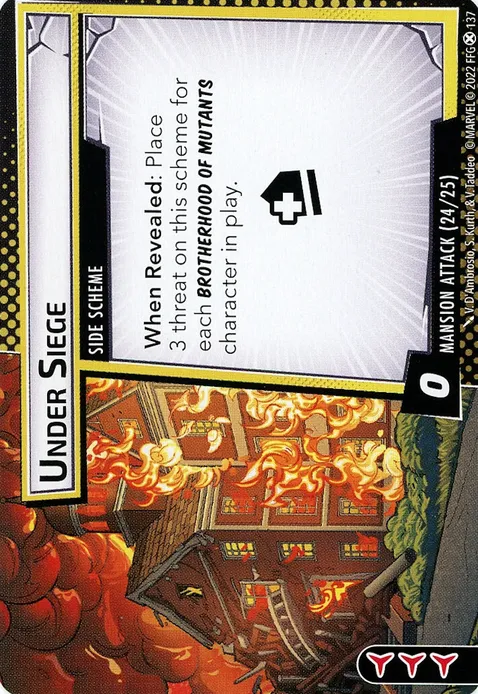 UNDER SIEGE
SIDE SCHEME
When Revealed: Place
3 threat on this scheme for
each BROTHERHOOD OF MUTANTS
character in play.
0
MANSION ATTACK (24/25)
V. D'Ambrosio, S. Kurth, & V. Taddeo © MARVEL © 2022 FFG 137